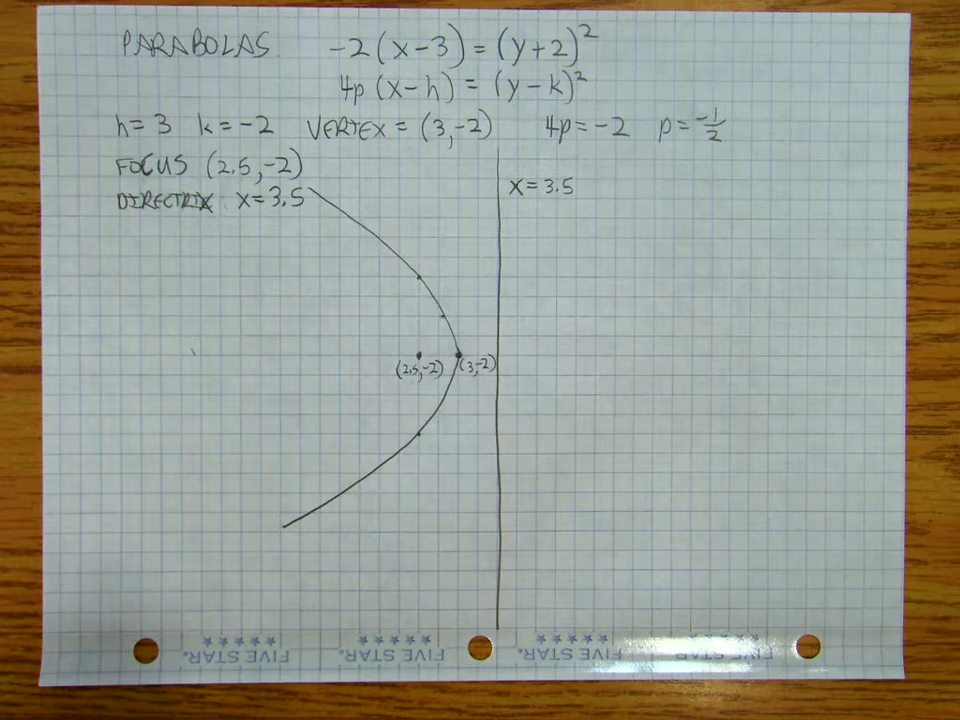 PARABOLAS -2(x-3) = (y+2)²
4p(x-h) = (y-k)²
h=3 k=-2 VERTEX = (3,-2) 4p=-2 p=-1/2
FOCUS (2.5,-2)
DIRECTRIX x=3.5
x=3.5
(2.5,-2) (3,-2)
★★★★★ ★★★★★ ★★★★★ ★★★★★
FIVE STAR. FIVE STAR. FIVE STAR. FIVE STAR.